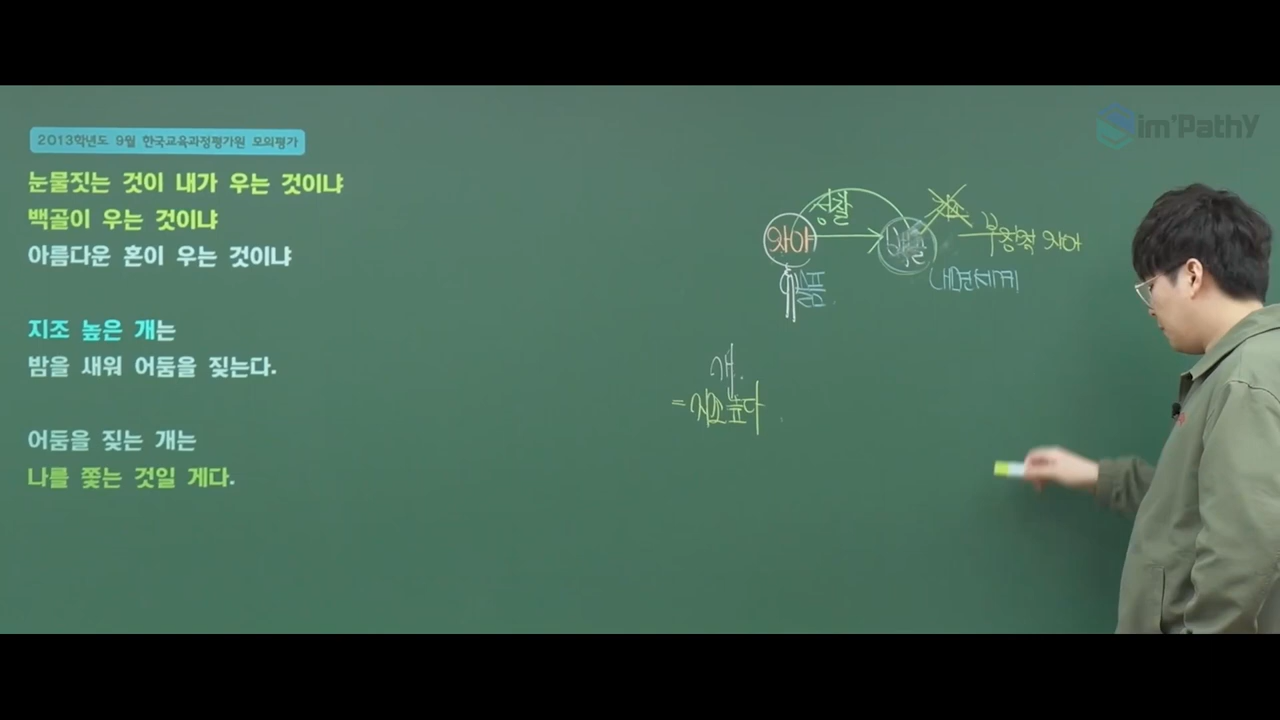 2013학년도 9월 한국교육과정평가원 모의평가
눈물짓는 것이 내가 우는 것이냐
백골이 우는 것이냐
아름다운 혼이 우는 것이냐
지조 높은 개는
밤을 새워 어둠을 짖는다.
어둠을 짖는 개는
나를 쫓는 것일 게다.
im'Pathy
성찰
자아
백골
부정적 자아
슬픔
내면세계
개
= 지조 높다